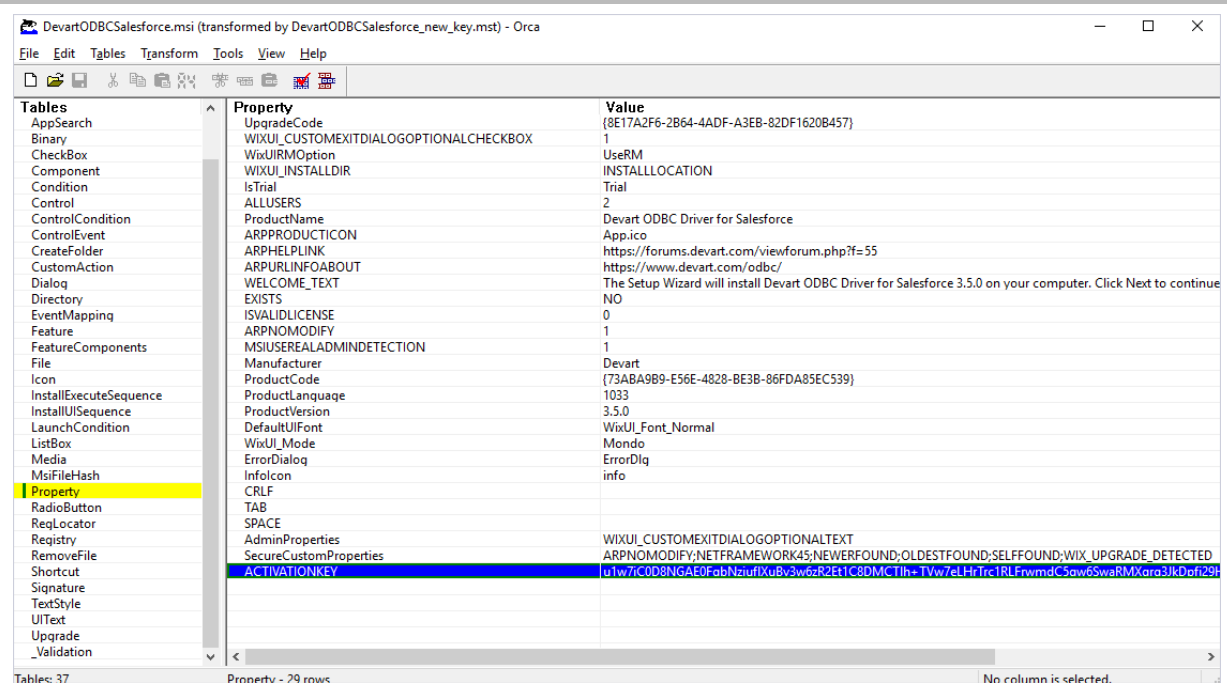 DevartODBCSalesforce.msi (transformed by DevartODBCSalesforce_new_key.mst) - Orca
File Edit Tables Transform Tools View Help
Tables
AppSearch
Binary
CheckBox
Component
Condition
Control
ControlCondition
ControlEvent
CreateFolder
CustomAction
Dialog
Directory
EventMapping
Feature
FeatureComponents
File
Icon
InstallExecuteSequence
InstallUISequence
LaunchCondition
ListBox
Media
MsiFileHash
Property
RadioButton
RegLocator
Registry
RemoveFile
Shortcut
Signature
TextStyle
UIText
Upgrade
_Validation
Property Value
UpgradeCode {8E17A2F6-2B64-4ADF-A3EB-82DF1620B457}
WIXUI_CUSTOMEXITDIALOGOPTIONALCHECKBOX 1
WixUIRMOption UseRM
WIXUI_INSTALLDIR INSTALLLOCATION
IsTrial Trial
ALLUSERS 2
ProductName Devart ODBC Driver for Salesforce
ARPPRODUCTICON App.ico
ARPHELPLINK https://forums.devart.com/viewforum.php?f=55
ARPURLINFOABOUT https://www.devart.com/odbc/
WELCOME_TEXT The Setup Wizard will install Devart ODBC Driver for Salesforce 3.5.0 on your computer. Click Next to continue
EXISTS NO
ISVALIDLICENSE 0
ARPNOMODIFY 1
MSIUSEREALADMINDETECTION 1
Manufacturer Devart
ProductCode {73ABA9B9-E56E-4828-BE3B-86FDA85EC539}
ProductLanguage 1033
ProductVersion 3.5.0
DefaultUIFont WixUI_Font_Normal
WixUI_Mode Mondo
ErrorDialog ErrorDlg
InfoIcon info
CRLF
TAB
SPACE
AdminProperties WIXUI_CUSTOMEXITDIALOGOPTIONALTEXT
SecureCustomProperties ARPNOMODIFY;NETFRAMEWORK45;NEWERFOUND;OLDESTFOUND;SELFFOUND;WIX_UPGRADE_DETECTED
ACTIVATIONKEY
Tables: 37 Property - 29 rows No column is selected.